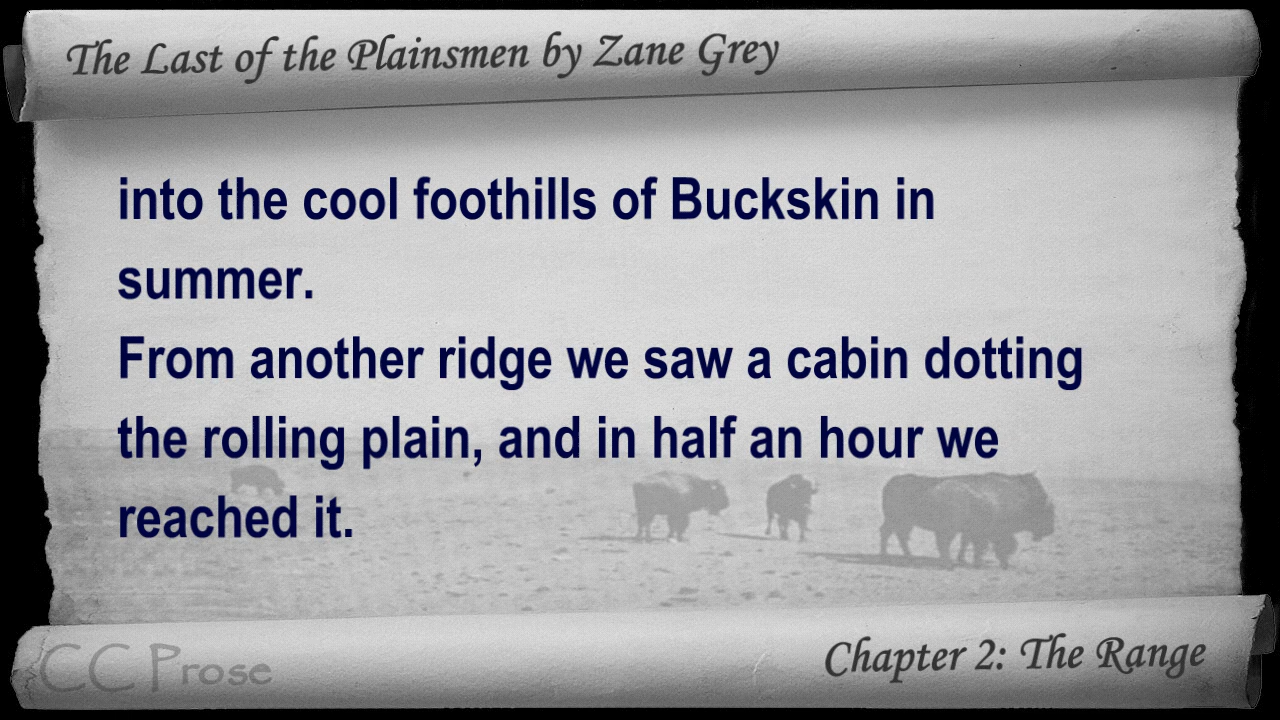 The Last of the Plainsmen by Zane Grey
into the cool foothills of Buckskin in
summer.
From another ridge we saw a cabin dotting
the rolling plain, and in half an hour we
reached it.
CC Prose
Chapter 2: The Range